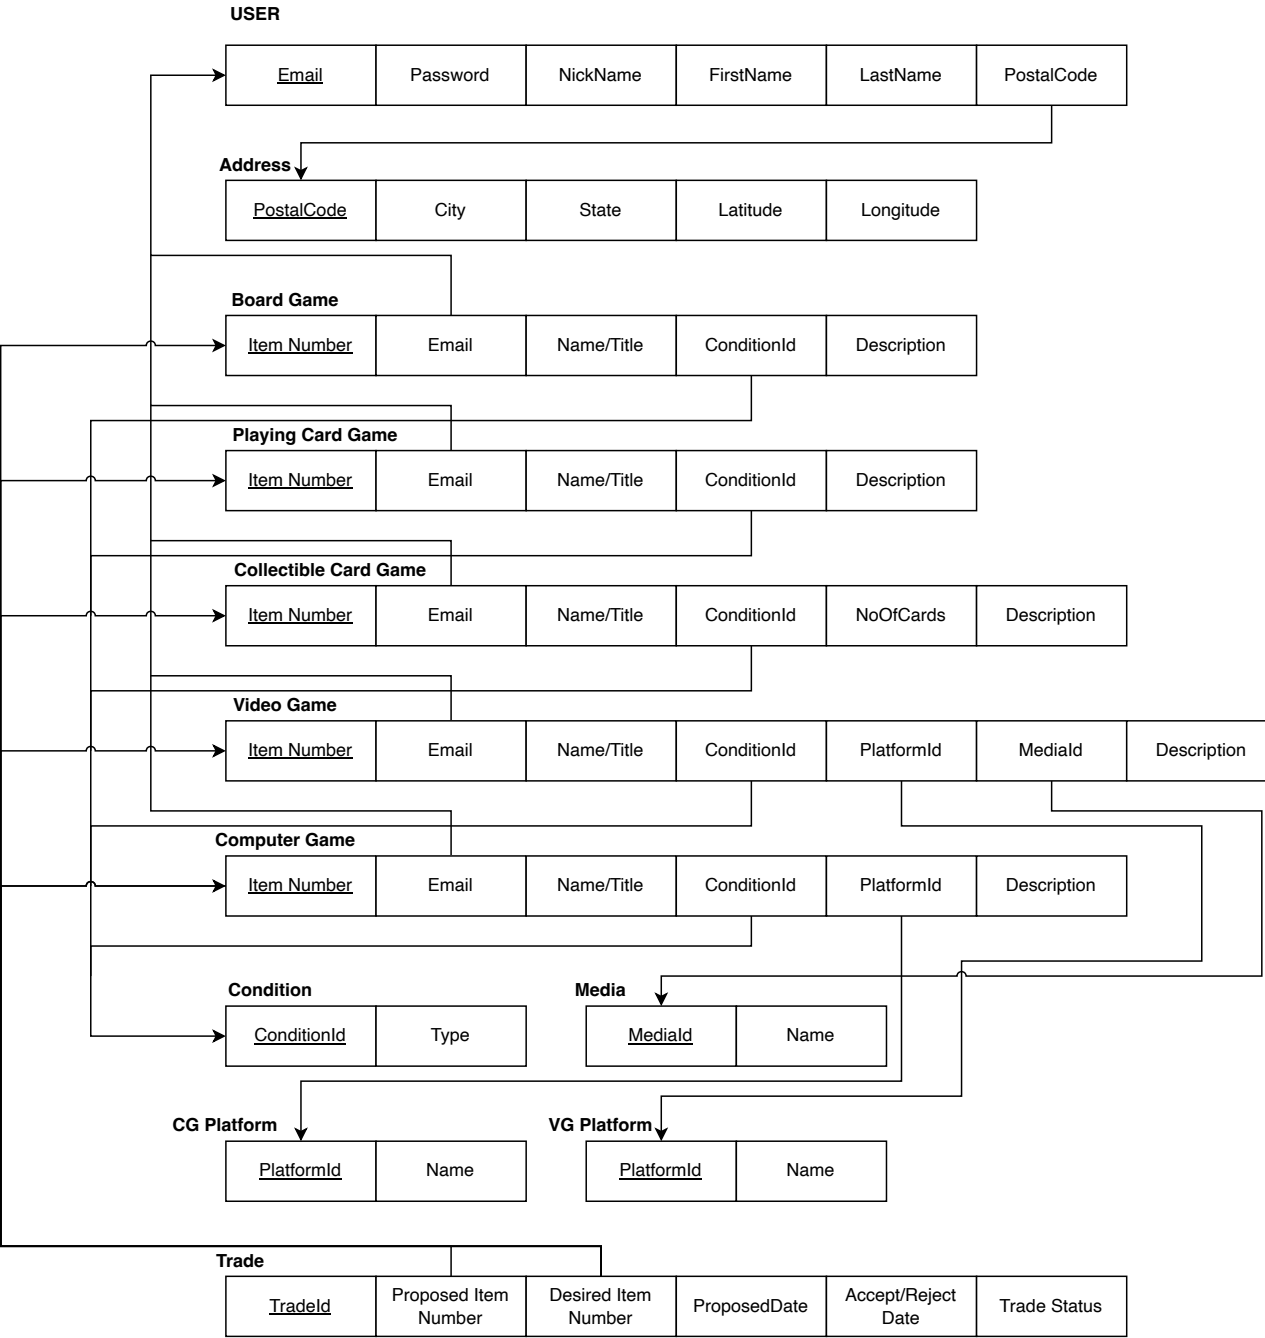 USER
Email Password NickName FirstName LastName PostalCode
Address
PostalCode City State Latitude Longitude
Board Game
Item Number Email Name/Title ConditionId Description
Playing Card Game
Item Number Email Name/Title ConditionId Description
Collectible Card Game
Item Number Email Name/Title ConditionId NoOfCards Description
Video Game
Item Number Email Name/Title ConditionId PlatformId MediaId Description
Computer Game
Item Number Email Name/Title ConditionId PlatformId Description
Condition Media
ConditionId Type MediaId Name
CG Platform VG Platform
PlatformId Name PlatformId Name
Trade
TradeId Proposed Item Number Desired Item Number ProposedDate Accept/Reject Date Trade Status